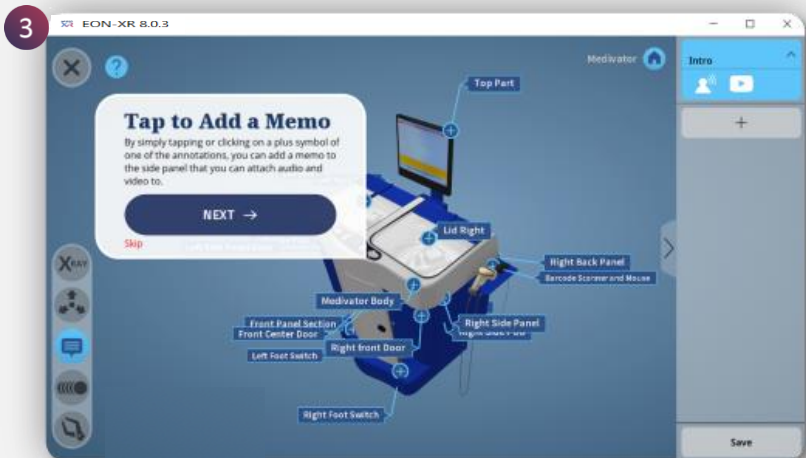 3
EON-XR 8.0.3
?
Medivator
Intro
Top Part
Tap to Add a Memo
By simply tapping or clicking on a plus symbol of
one of the annotations, you can add a memo to
the side panel that you can attach audio and
video to.
NEXT →
Skip
Lid Right
XRAY
Right Back Panel
Barcode Scanner and Mouse
Medivator Body
Front Panel Section
Right Side Panel
Front Center Door
Right front Door
Left Foot Switch
Right Foot Switch
Save